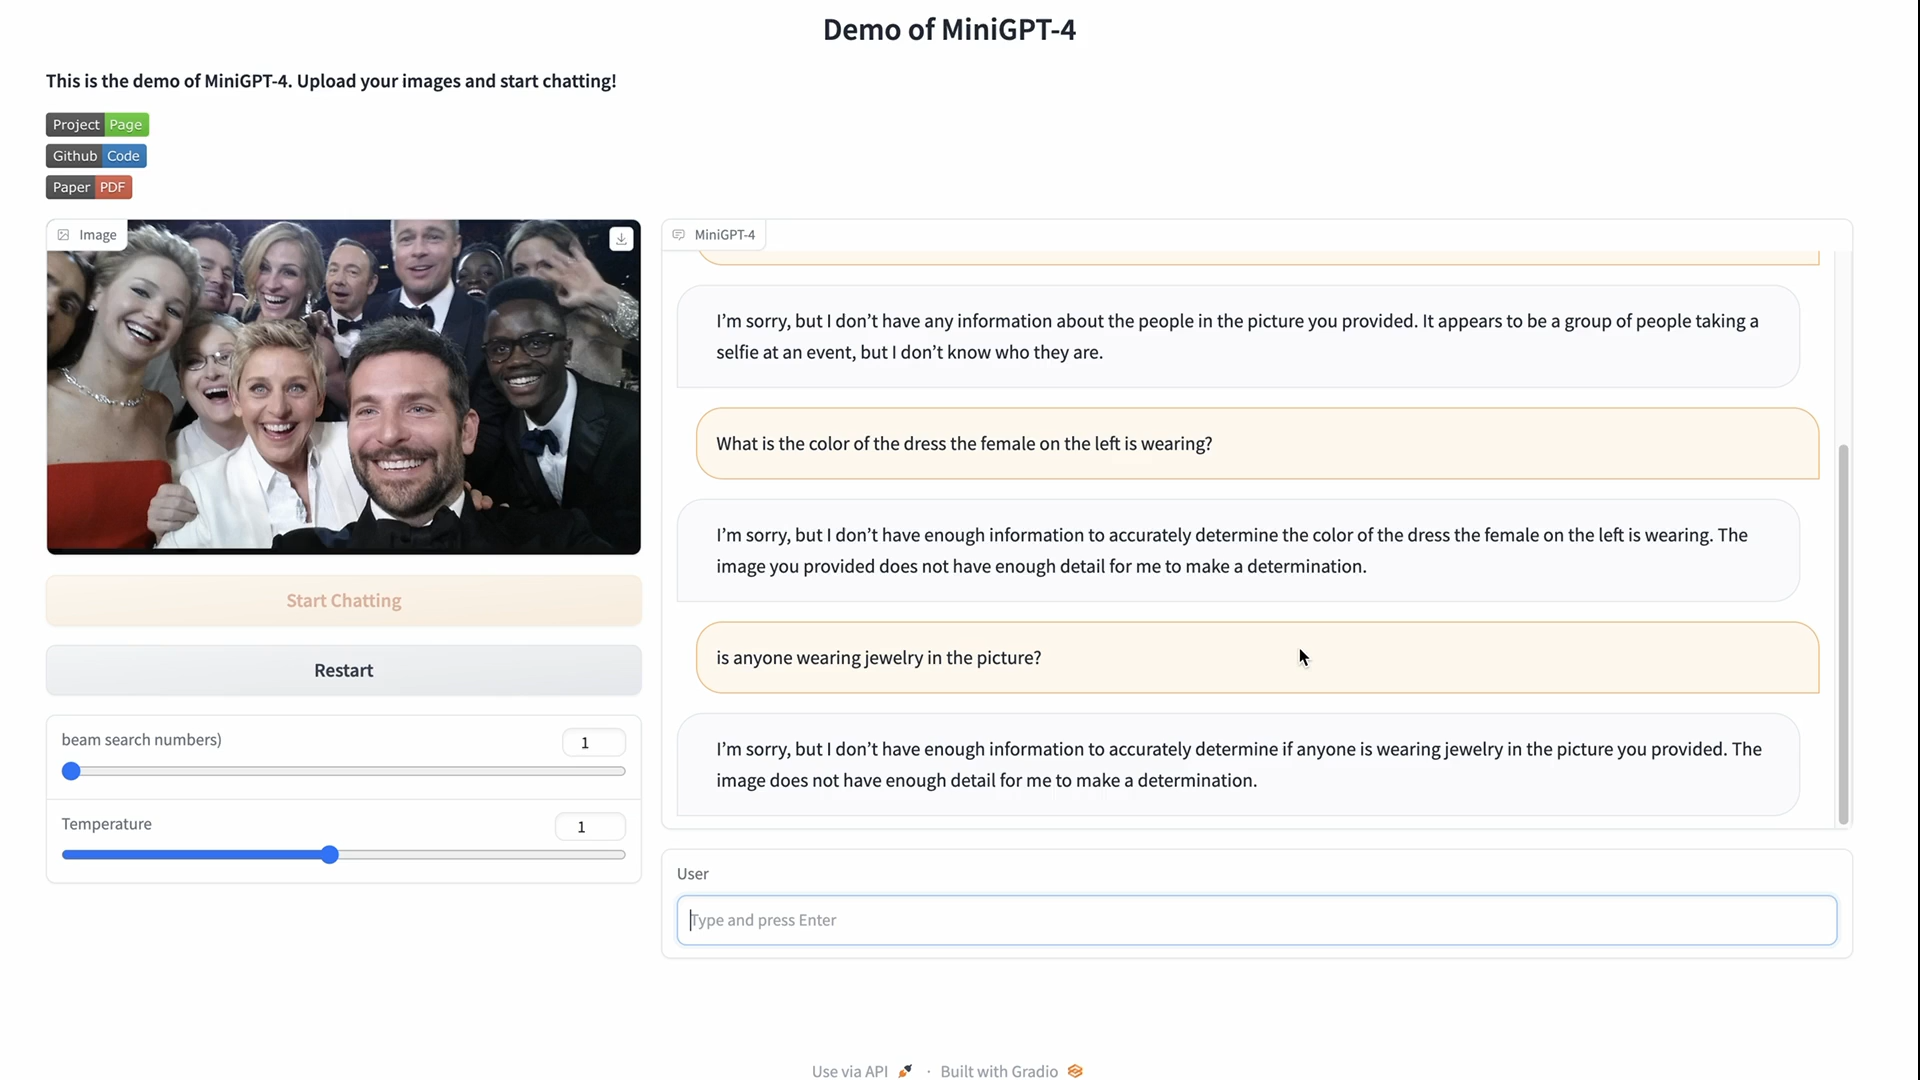 Demo of MiniGPT-4
This is the demo of MiniGPT-4. Upload your images and start chatting!
Project Page
Github Code
Paper PDF
Image
MiniGPT-4
I’m sorry, but I don’t have any information about the people in the picture you provided. It appears to be a group of people taking a
selfie at an event, but I don’t know who they are.
What is the color of the dress the female on the left is wearing?
I’m sorry, but I don’t have enough information to accurately determine the color of the dress the female on the left is wearing. The
image you provided does not have enough detail for me to make a determination.
is anyone wearing jewelry in the picture?
I’m sorry, but I don’t have enough information to accurately determine if anyone is wearing jewelry in the picture you provided. The
image does not have enough detail for me to make a determination.
Start Chatting
Restart
beam search numbers)
1
Temperature
1
User
Type and press Enter
Use via API · Built with Gradio